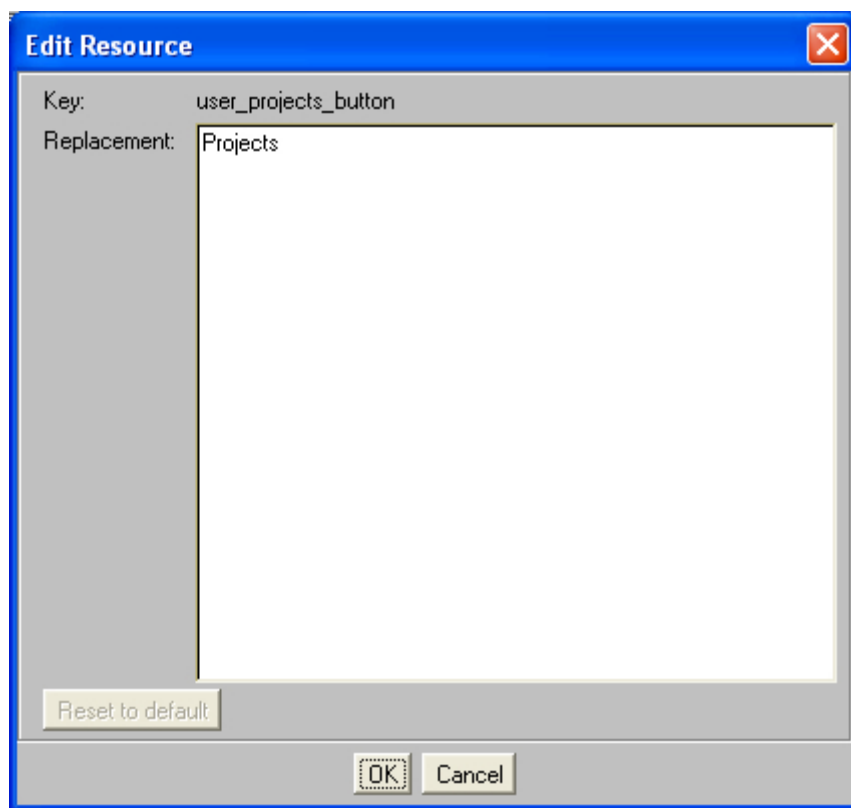 Edit Resource
Key: user_projects_button
Replacement: Projects
Reset to default
OK Cancel